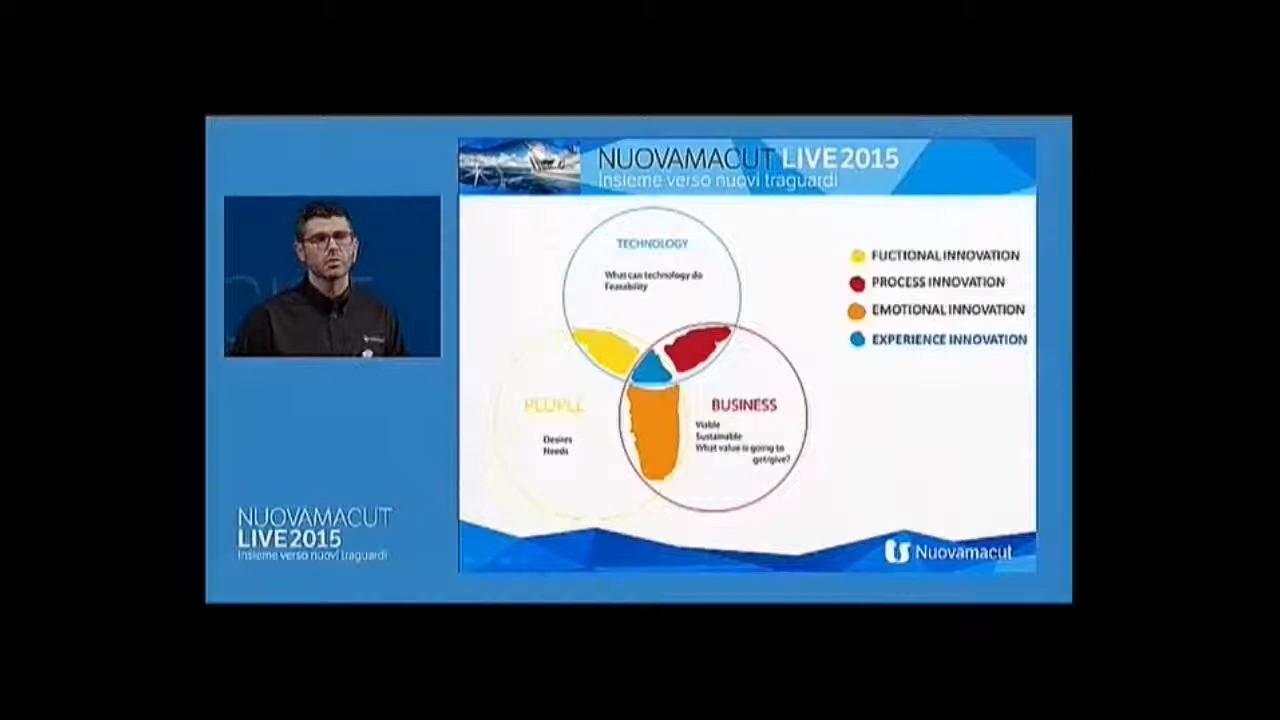 NUOVAMACUT LIVE2015
Insieme verso nuovi traguardi
TECHNOLOGY
What can technology do
Feasibility
FUCTIONAL INNOVATION
PROCESS INNOVATION
EMOTIONAL INNOVATION
EXPERIENCE INNOVATION
PEOPLE
Desires
Needs
BUSINESS
Viable
Sustainable
What value is going to
get/give?
NUOVAMACUT
LIVE2015
Insieme verso nuovi traguardi
Nuovamacut